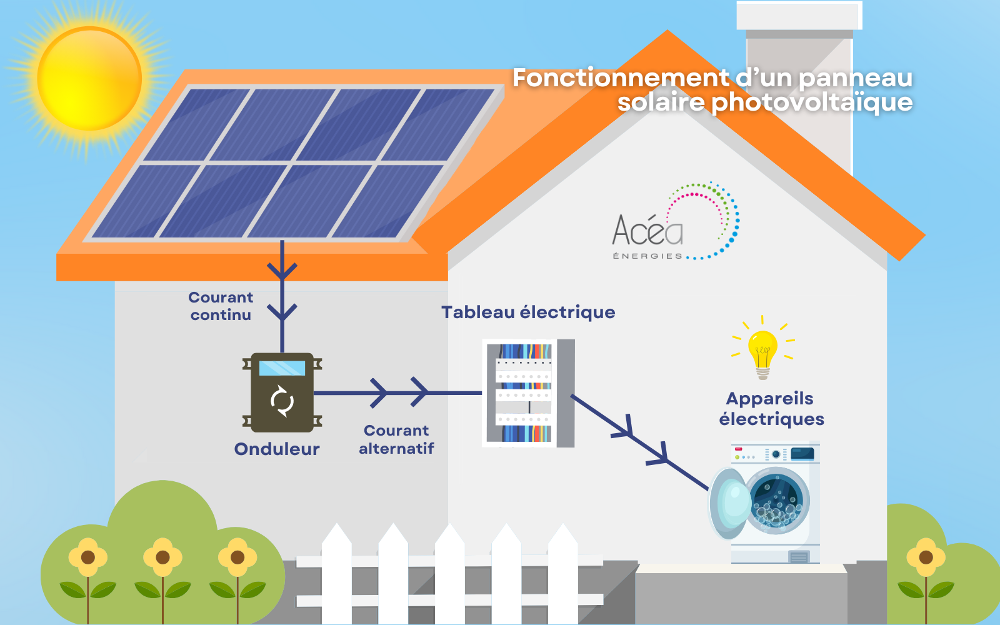 Fonctionnement d’un panneau
solaire photovoltaïque
Acéa
ÉNERGIES
Courant
continu
Tableau électrique
Appareils
électriques
Onduleur
Courant
alternatif